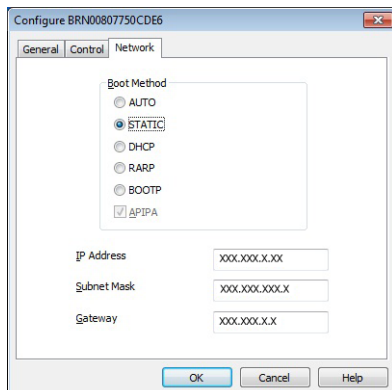 Configure BRN00807750CDE6
General Control Network
Boot Method
AUTO
STATIC
DHCP
RARP
BOOTP
APIPA
IP Address XXX.XXX.X.XX
Subnet Mask XXX.XXX.XXX.X
Gateway XXX.XXX.X.X
OK Cancel Help